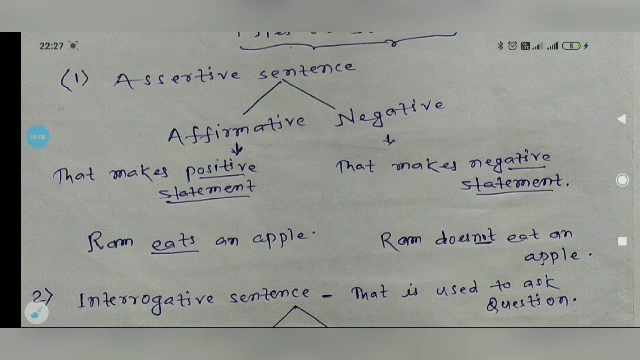 22:27
8
(1) Assertive sentence
Affirmative Negative
That makes positive
statement
That makes negative
statement.
Ram eats an apple.
Ram doesnot eat an
apple.
2) Interrogative sentence - That is used to ask
Question.